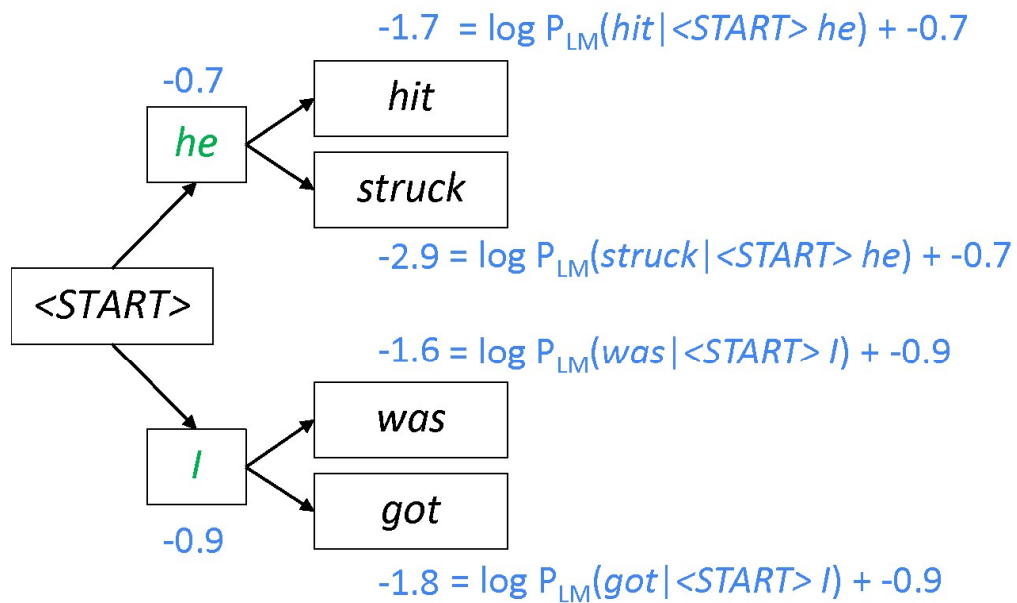 -1.7 = log P_LM(hit|<START> he) + -0.7
-0.7
hit
he
struck
-2.9 = log P_LM(struck|<START> he) + -0.7
<START>
-1.6 = log P_LM(was|<START> I) + -0.9
was
I
got
-0.9
-1.8 = log P_LM(got|<START> I) + -0.9